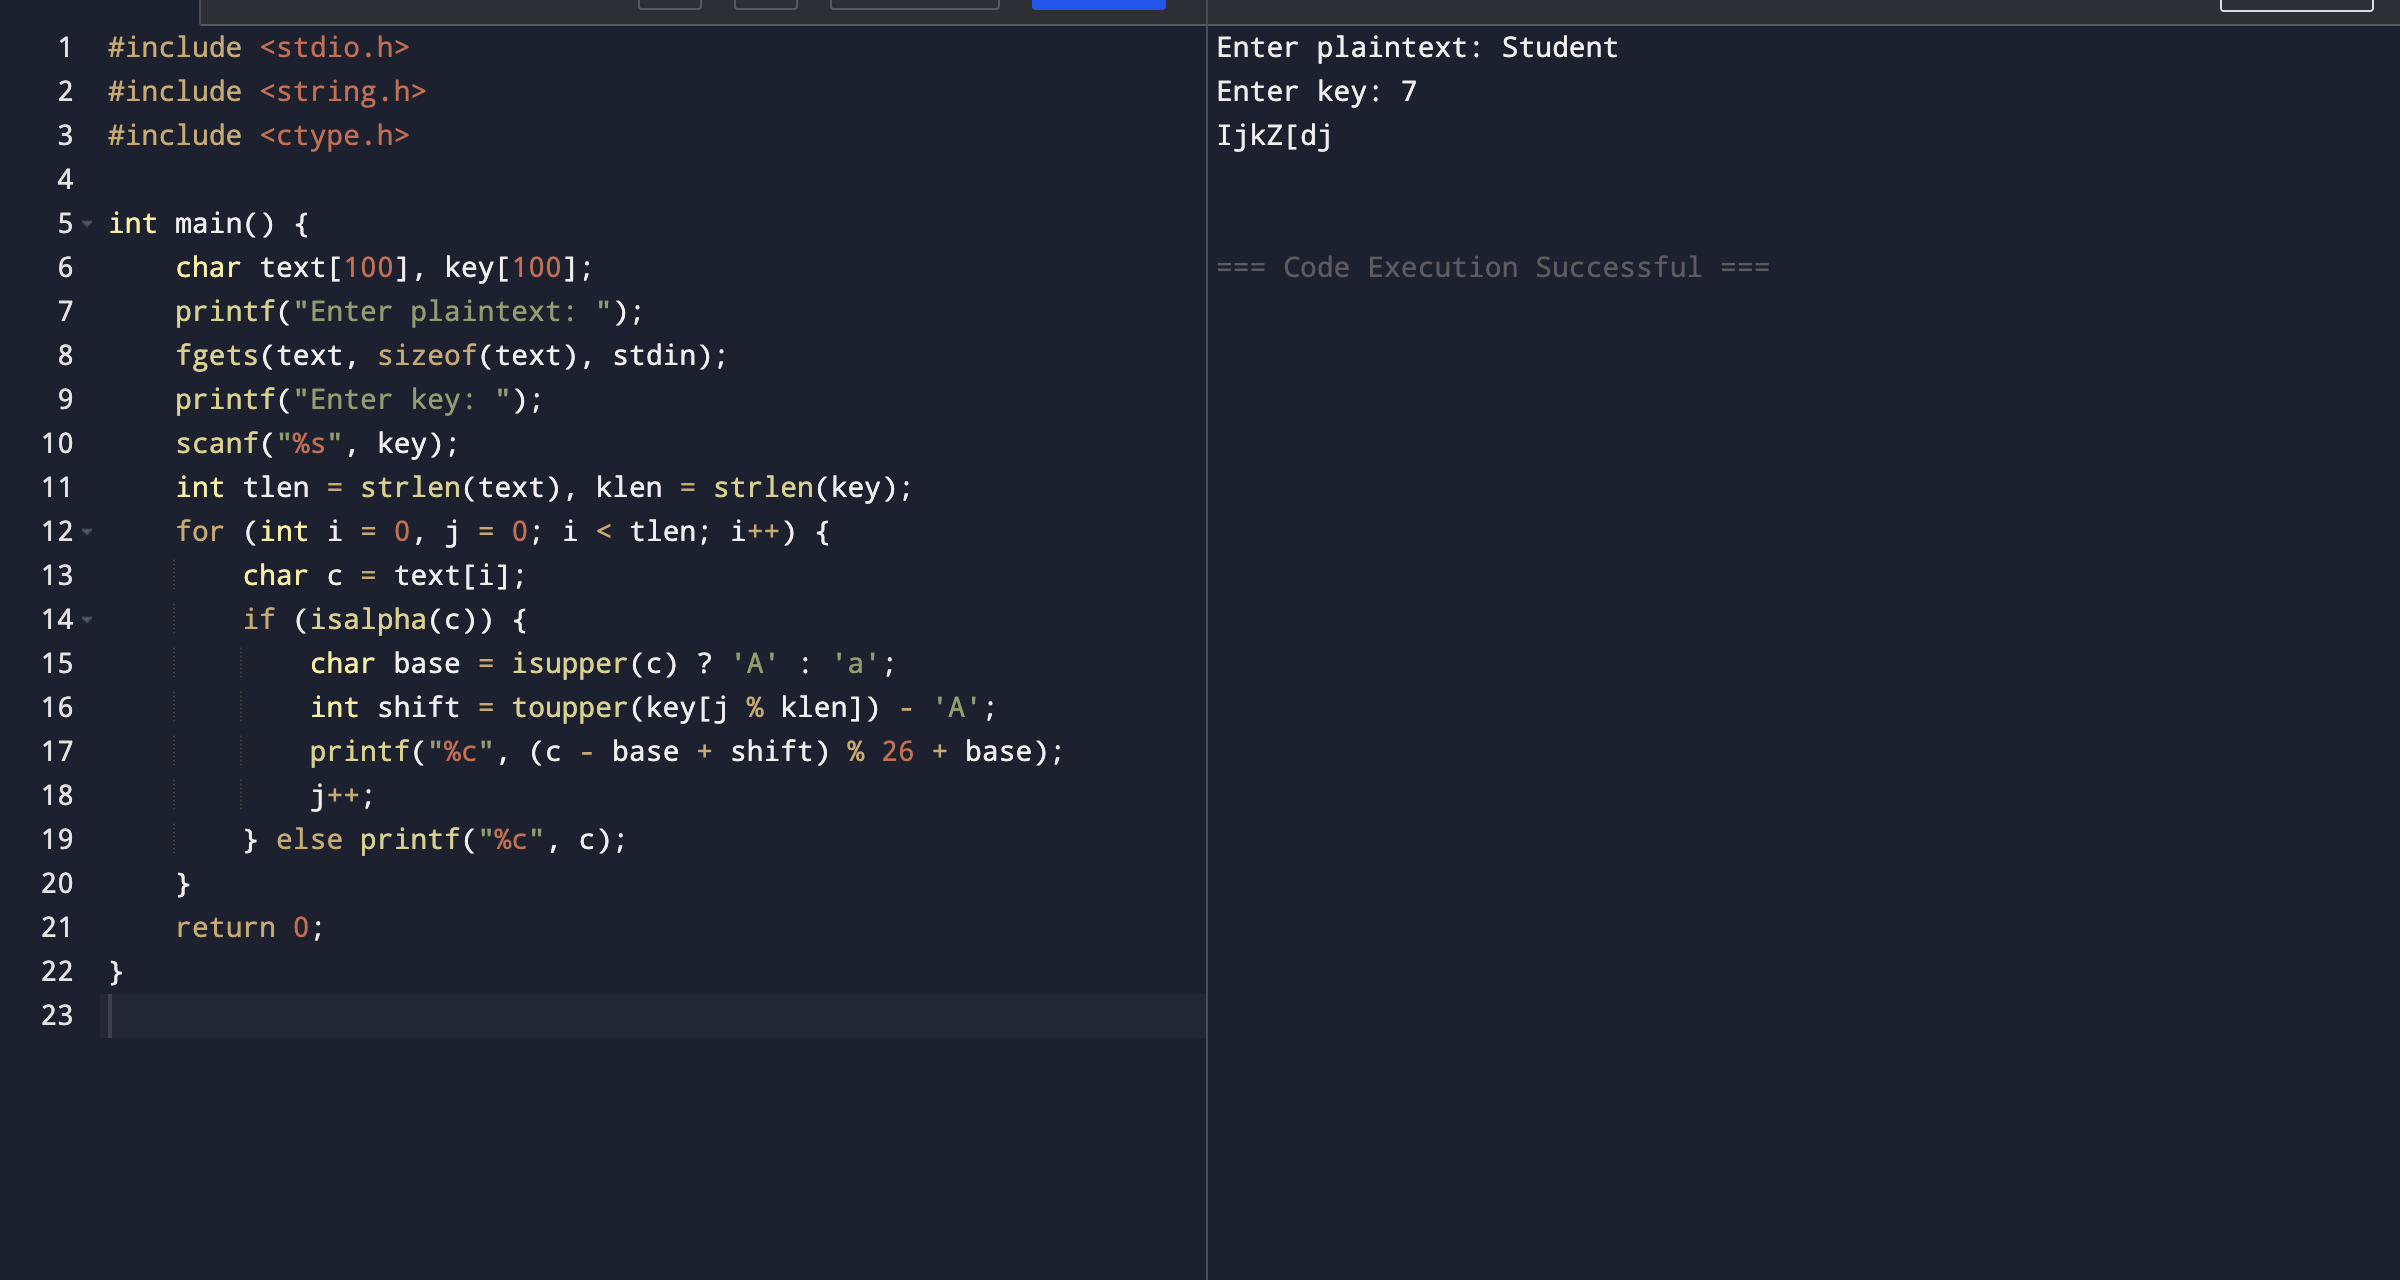 1 #include <stdio.h>
2 #include <string.h>
3 #include <ctype.h>
4
5 int main() {
6     char text[100], key[100];
7     printf("Enter plaintext: ");
8     fgets(text, sizeof(text), stdin);
9     printf("Enter key: ");
10     scanf("%s", key);
11     int tlen = strlen(text), klen = strlen(key);
12     for (int i = 0, j = 0; i < tlen; i++) {
13         char c = text[i];
14         if (isalpha(c)) {
15             char base = isupper(c) ? 'A' : 'a';
16             int shift = toupper(key[j % klen]) - 'A';
17             printf("%c", (c - base + shift) % 26 + base);
18             j++;
19         } else printf("%c", c);
20     }
21     return 0;
22 }
23
Enter plaintext: Student
Enter key: 7
IjkZ[dj
=== Code Execution Successful ===